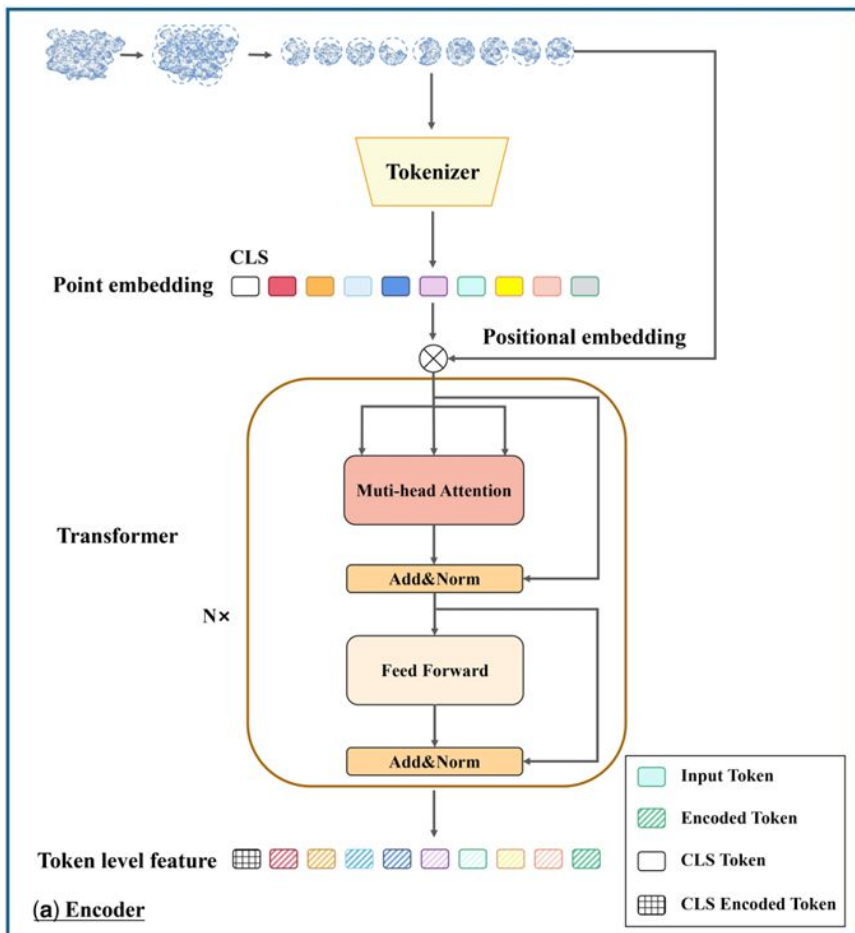 Tokenizer
CLS
Point embedding
Positional embedding
Muti-head Attention
Transformer
Add&Norm
N×
Feed Forward
Add&Norm
Input Token
Encoded Token
Token level feature
CLS Token
(a) Encoder
CLS Encoded Token